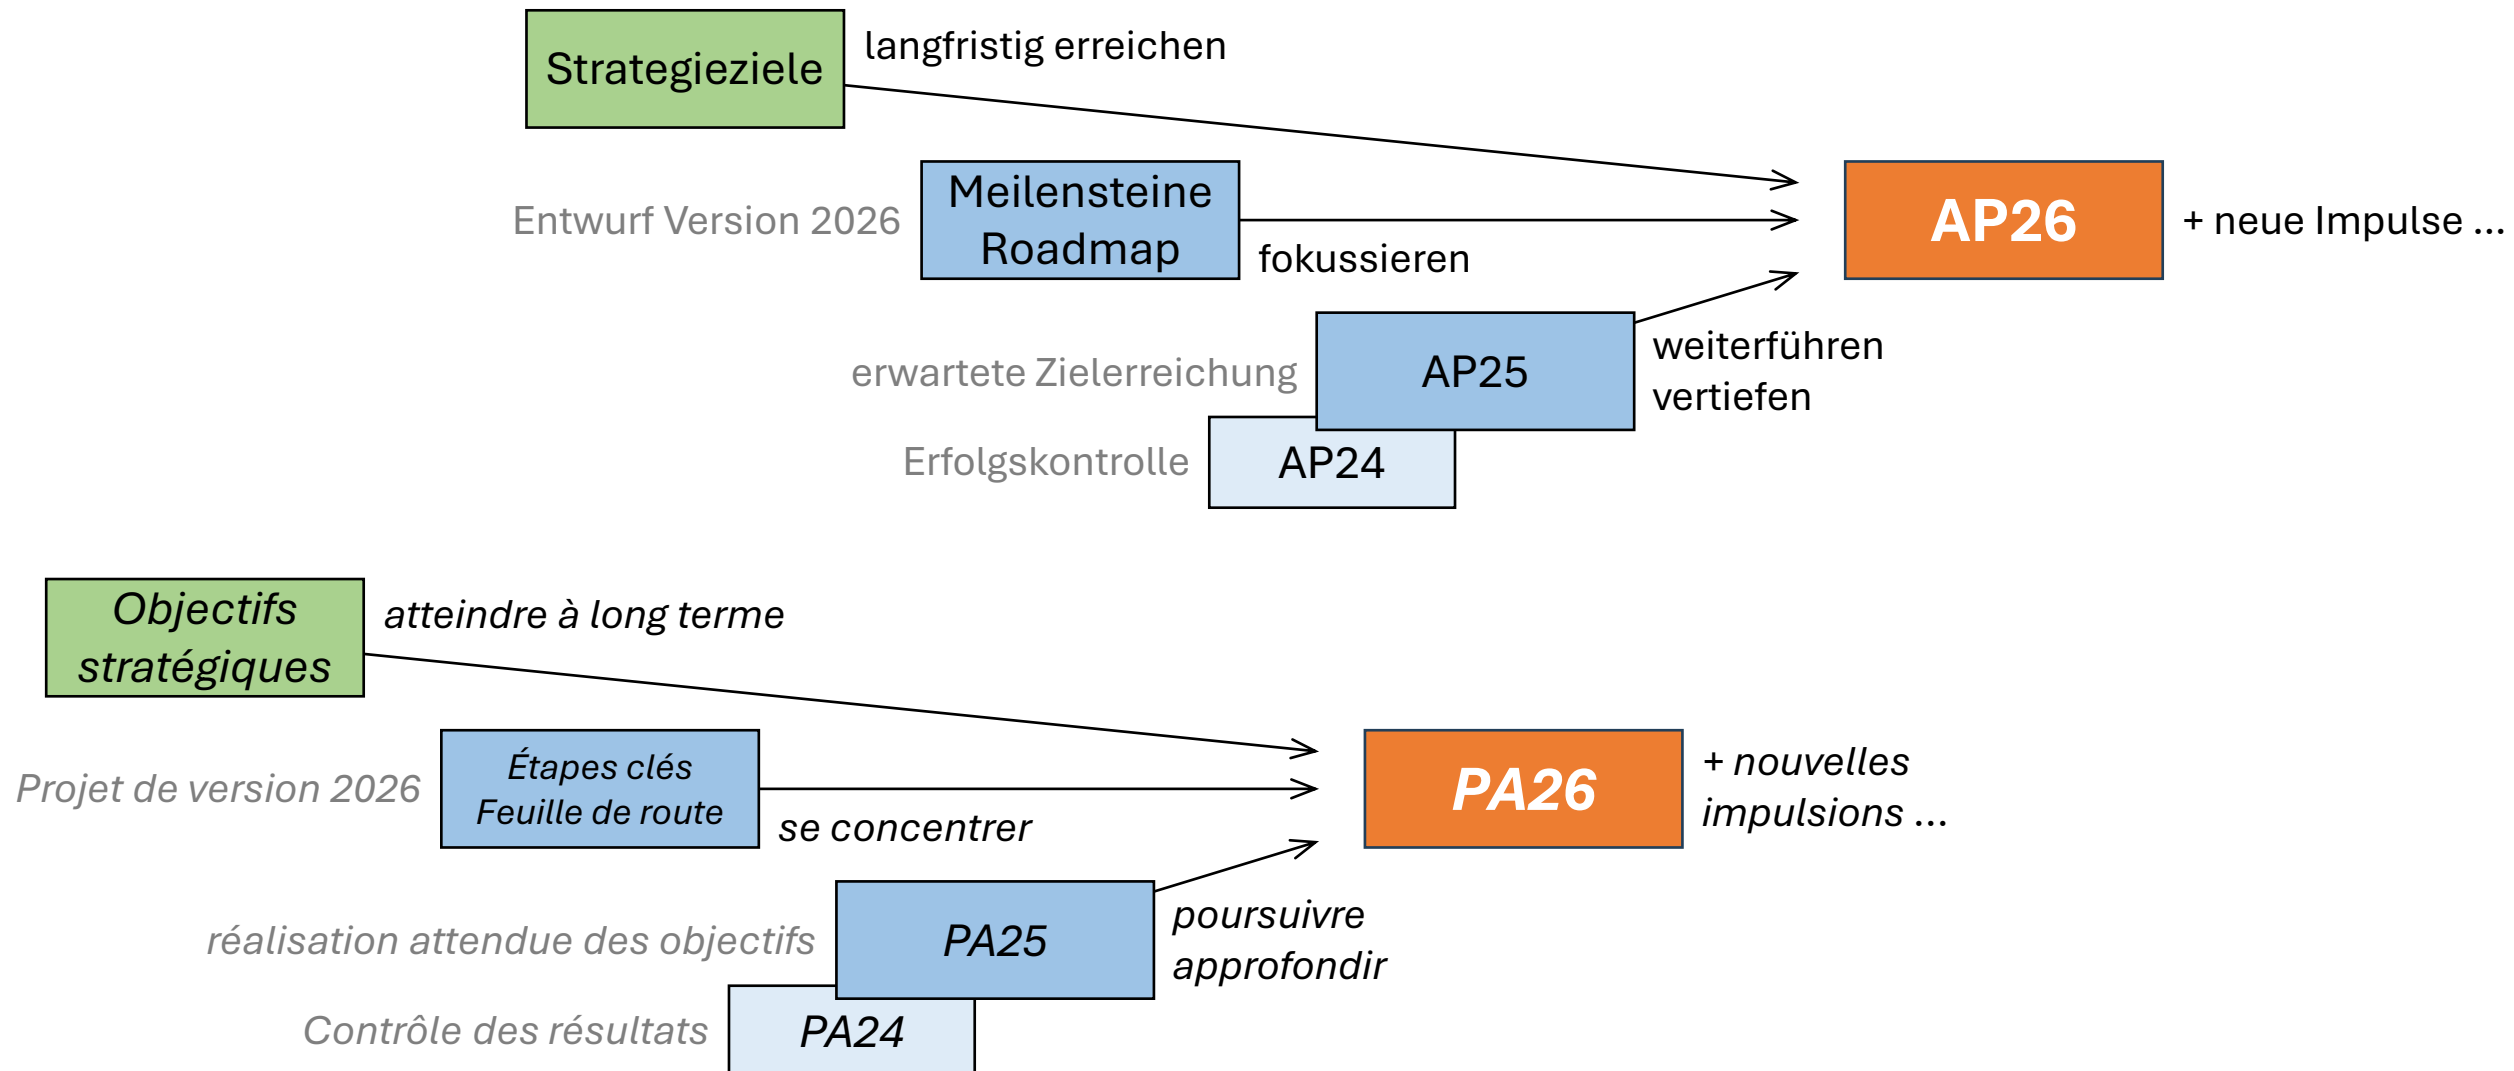 Strategieziele
langfristig erreichen
Entwurf Version 2026
Meilensteine
Roadmap
fokussieren
AP26
+ neue Impulse ...
erwartete Zielerreichung
AP25
weiterführen
vertiefen
Erfolgskontrolle
AP24
Objectifs
stratégiques
atteindre à long terme
Projet de version 2026
Étapes clés
Feuille de route
se concentrer
PA26
+ nouvelles
impulsions ...
réalisation attendue des objectifs
PA25
poursuivre
approfondir
Contrôle des résultats
PA24